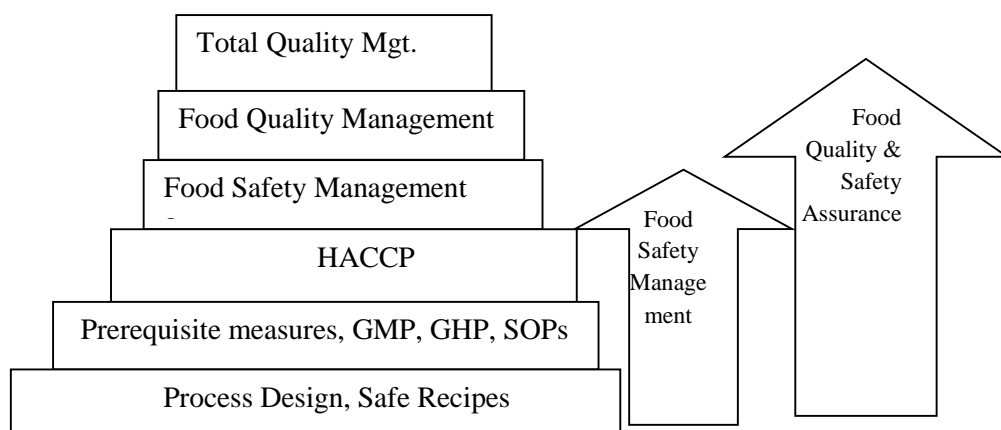 Total Quality Mgt.
Food Quality Management
Food Safety Management
HACCP
Prerequisite measures, GMP, GHP, SOPs
Process Design, Safe Recipes
Food
Safety
Manage
ment
Food
Quality &
Safety
Assurance